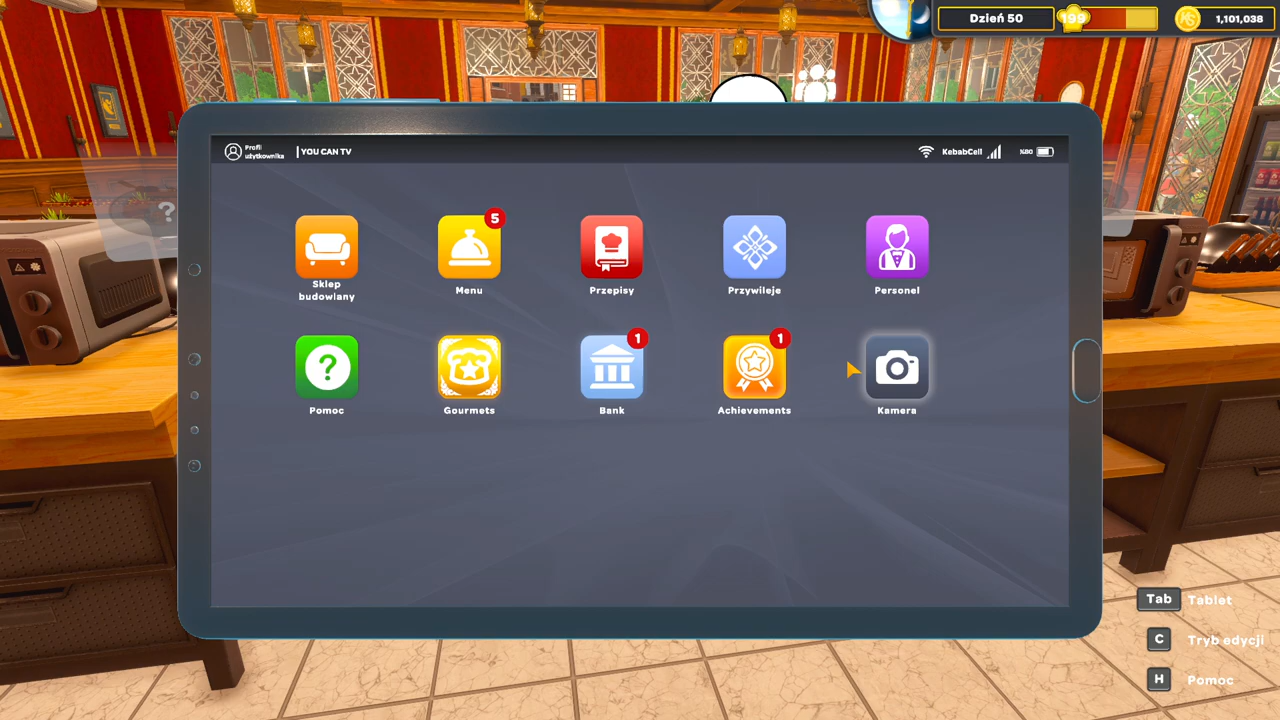 Dzień 50
199
1,101,038
Profil użytkownika
YOU CAN TV
KebabCell
%80
5
Sklep budowlany
Menu
Przepisy
Przywileje
Personel
1
1
Pomoc
Gourmets
Bank
Achievements
Kamera
Tab Tablet
C Tryb edycji
H Pomoc